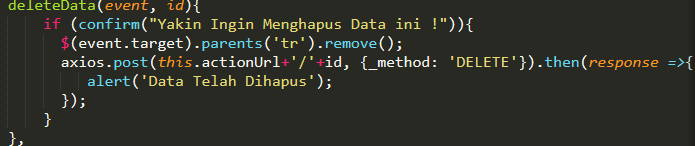 deleteData(event, id){
if (confirm("Yakin Ingin Menghapus Data ini !")){
$(event.target).parents('tr').remove();
axios.post(this.actionUrl+'/'+id, {_method: 'DELETE'}).then(response =>{
alert('Data Telah Dihapus');
});
}
},